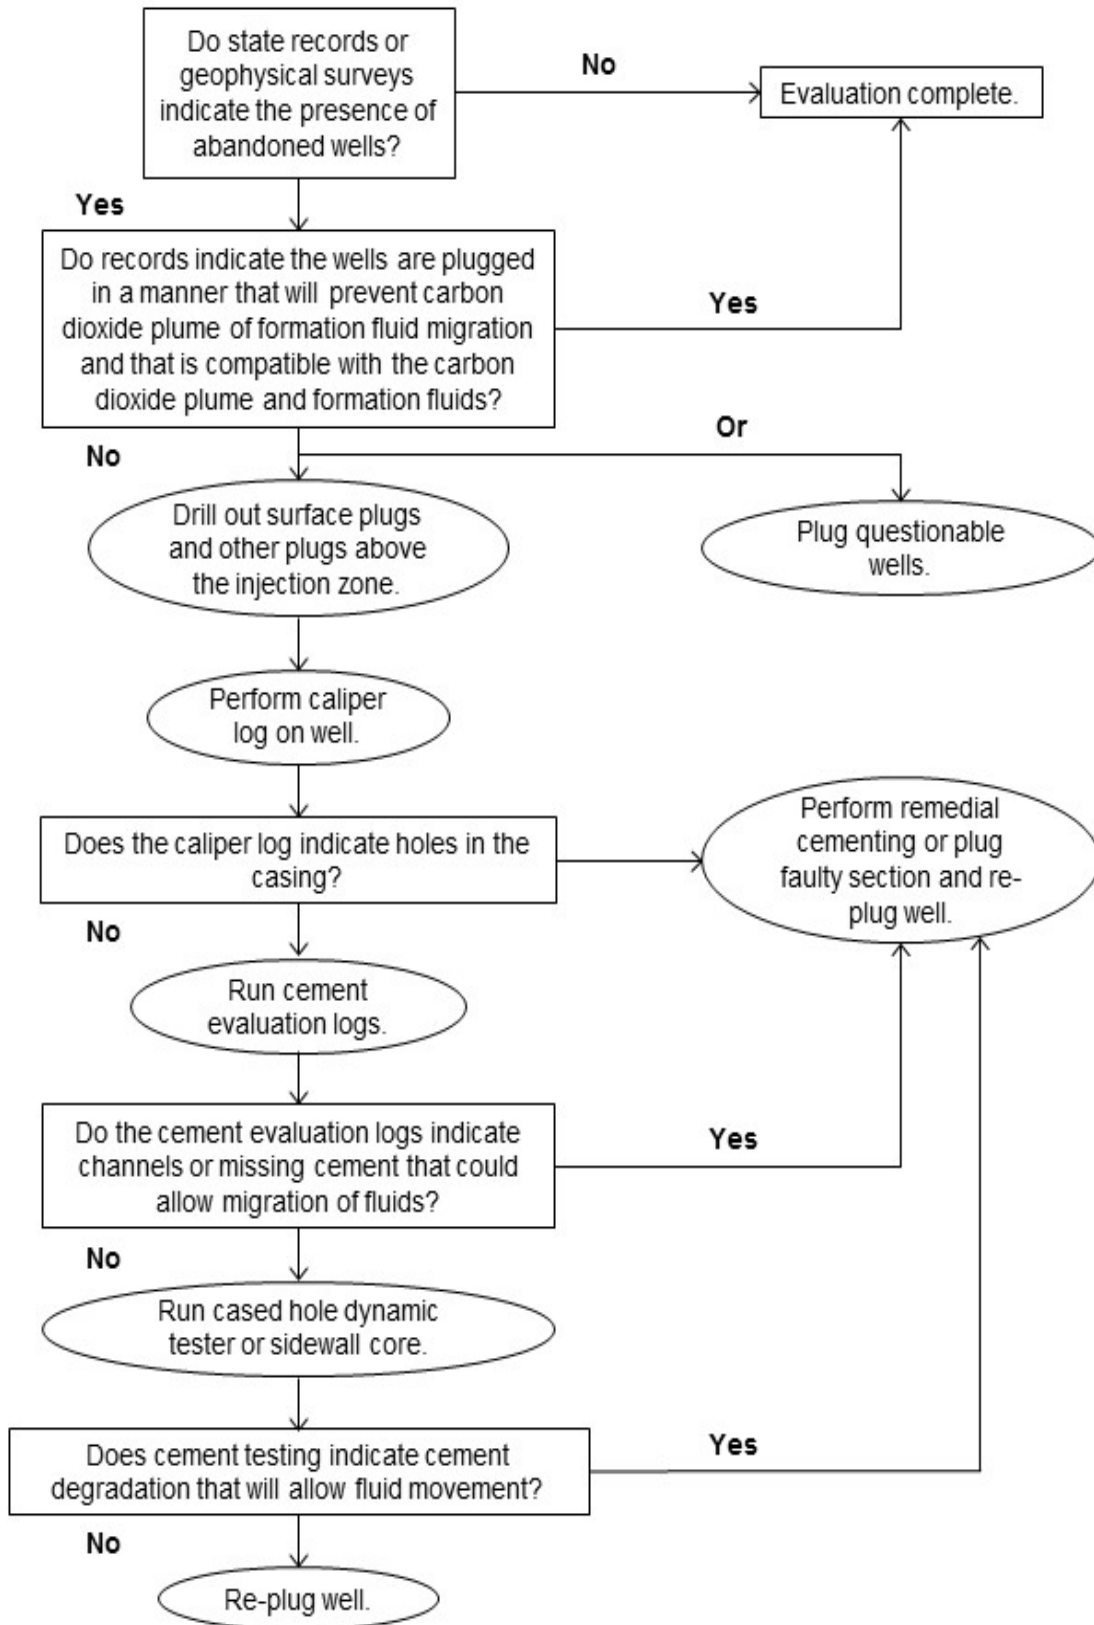 Do state records or
geophysical surveys
indicate the presence of
abandoned wells?
No
Evaluation complete.
Yes
Do records indicate the wells are plugged
in a manner that will prevent carbon
dioxide plume of formation fluid migration
and that is compatible with the carbon
dioxide plume and formation fluids?
Yes
No
Or
Drill out surface plugs
and other plugs above
the injection zone.
Plug questionable
wells.
Perform caliper
log on well.
Does the caliper log indicate holes in the
casing?
Perform remedial
cementing or plug
faulty section and re-
plug well.
No
Run cement
evaluation logs.
Do the cement evaluation logs indicate
channels or missing cement that could
allow migration of fluids?
Yes
No
Run cased hole dynamic
tester or sidewall core.
Does cement testing indicate cement
degradation that will allow fluid movement?
Yes
No
Re-plug well.